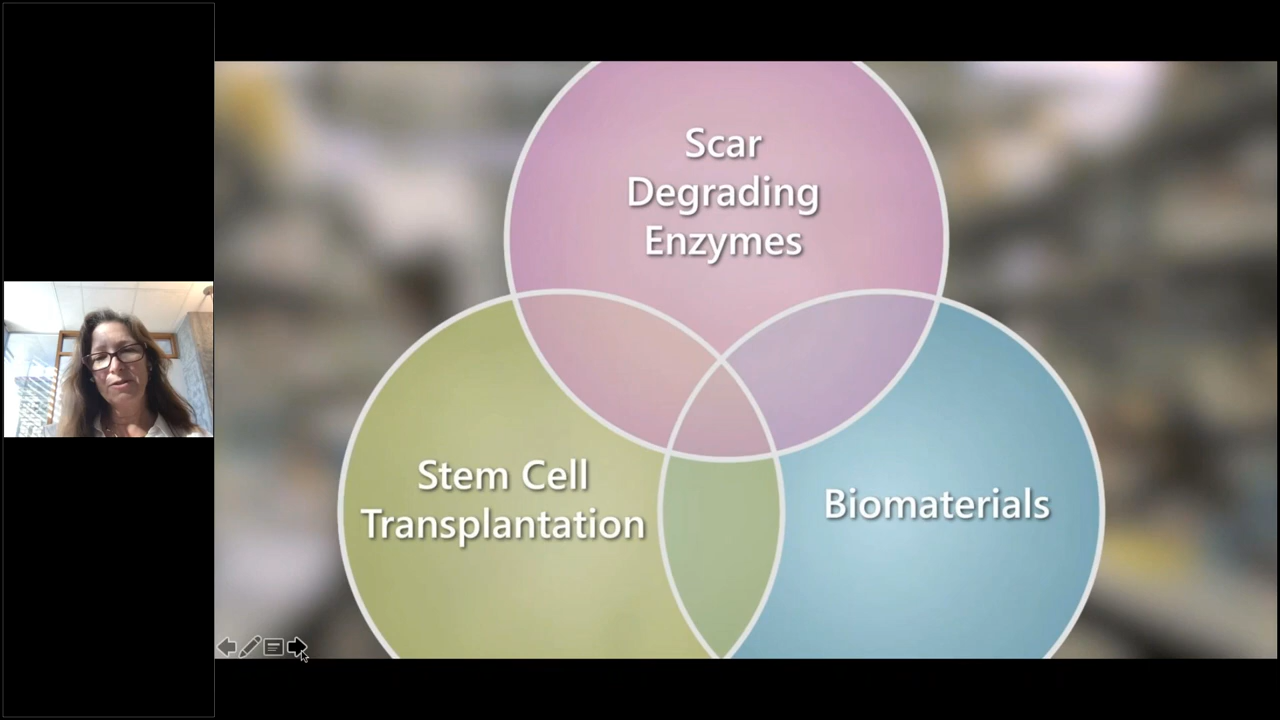 Scar
Degrading
Enzymes
Stem Cell
Transplantation
Biomaterials